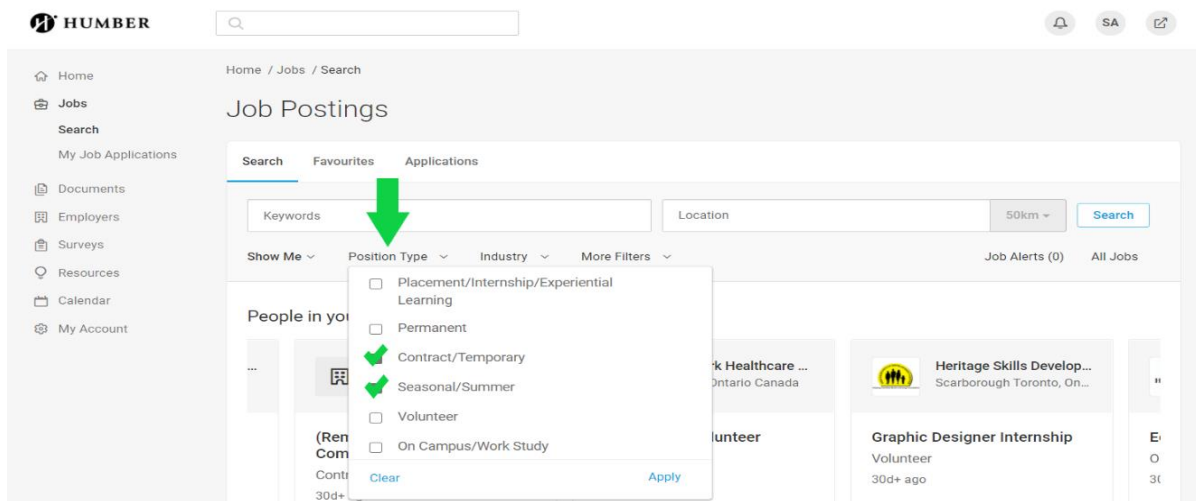 HUMBER
SA
Home
Jobs
Search
My Job Applications
Documents
Employers
Surveys
Resources
Calendar
My Account
Home / Jobs / Search
Job Postings
Search Favourites Applications
Keywords Location 50km Search
Show Me Position Type Industry More Filters Job Alerts (0) All Jobs
Placement/Internship/Experiential
Learning
Permanent
Contract/Temporary
Seasonal/Summer
Volunteer
On Campus/Work Study
Clear Apply
People in
... Healthcare ... Heritage Skills Develop...
Ontario Canada Scarborough Toronto, On...
Graphic Designer Internship
Volunteer
30d+ 30d+ ago